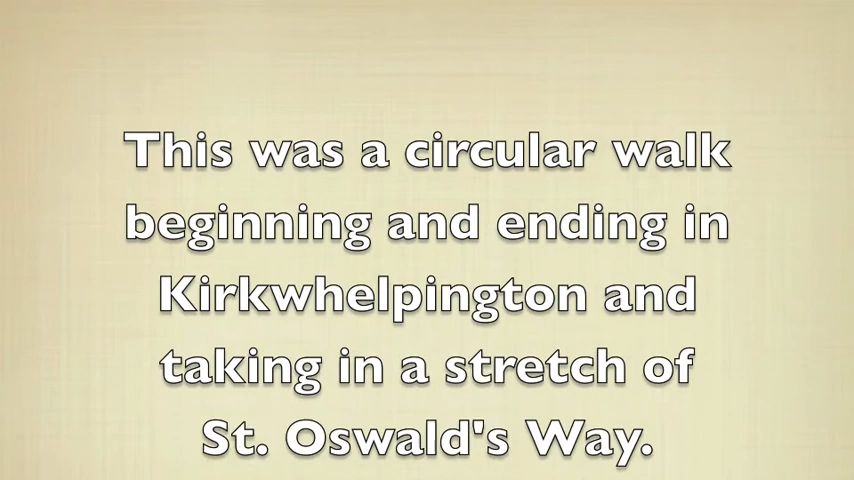 This was a circular walk
beginning and ending in
Kirkwhelpington and
taking in a stretch of
St. Oswald's Way.